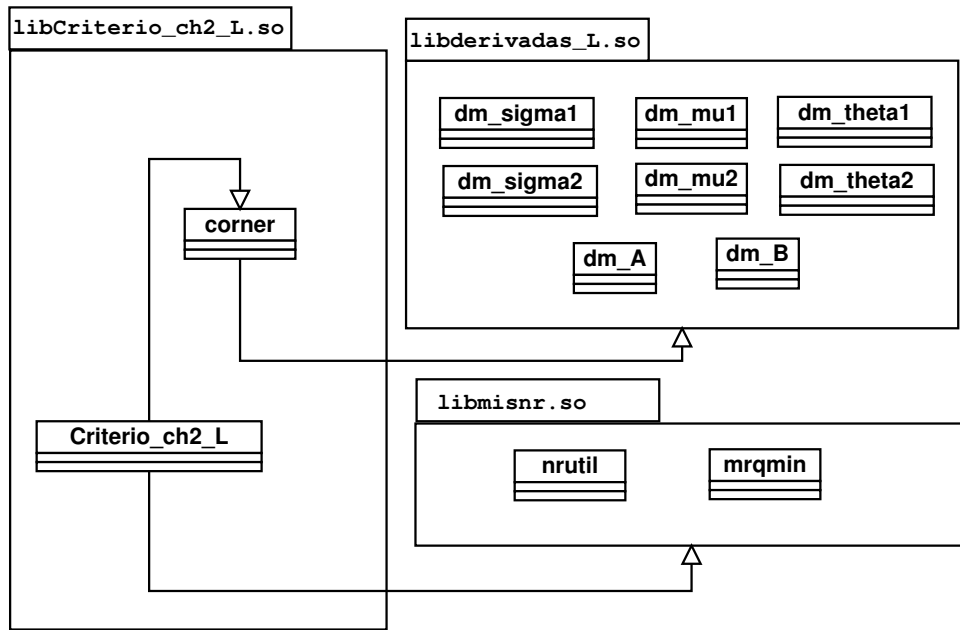 libCriterio_ch2_L.so
corner
Criterio_ch2_L
libderivadas_L.so
dm_sigma1 dm_mu1 dm_theta1
dm_sigma2 dm_mu2 dm_theta2
dm_A dm_B
libmisnr.so
nrutil mrqmin